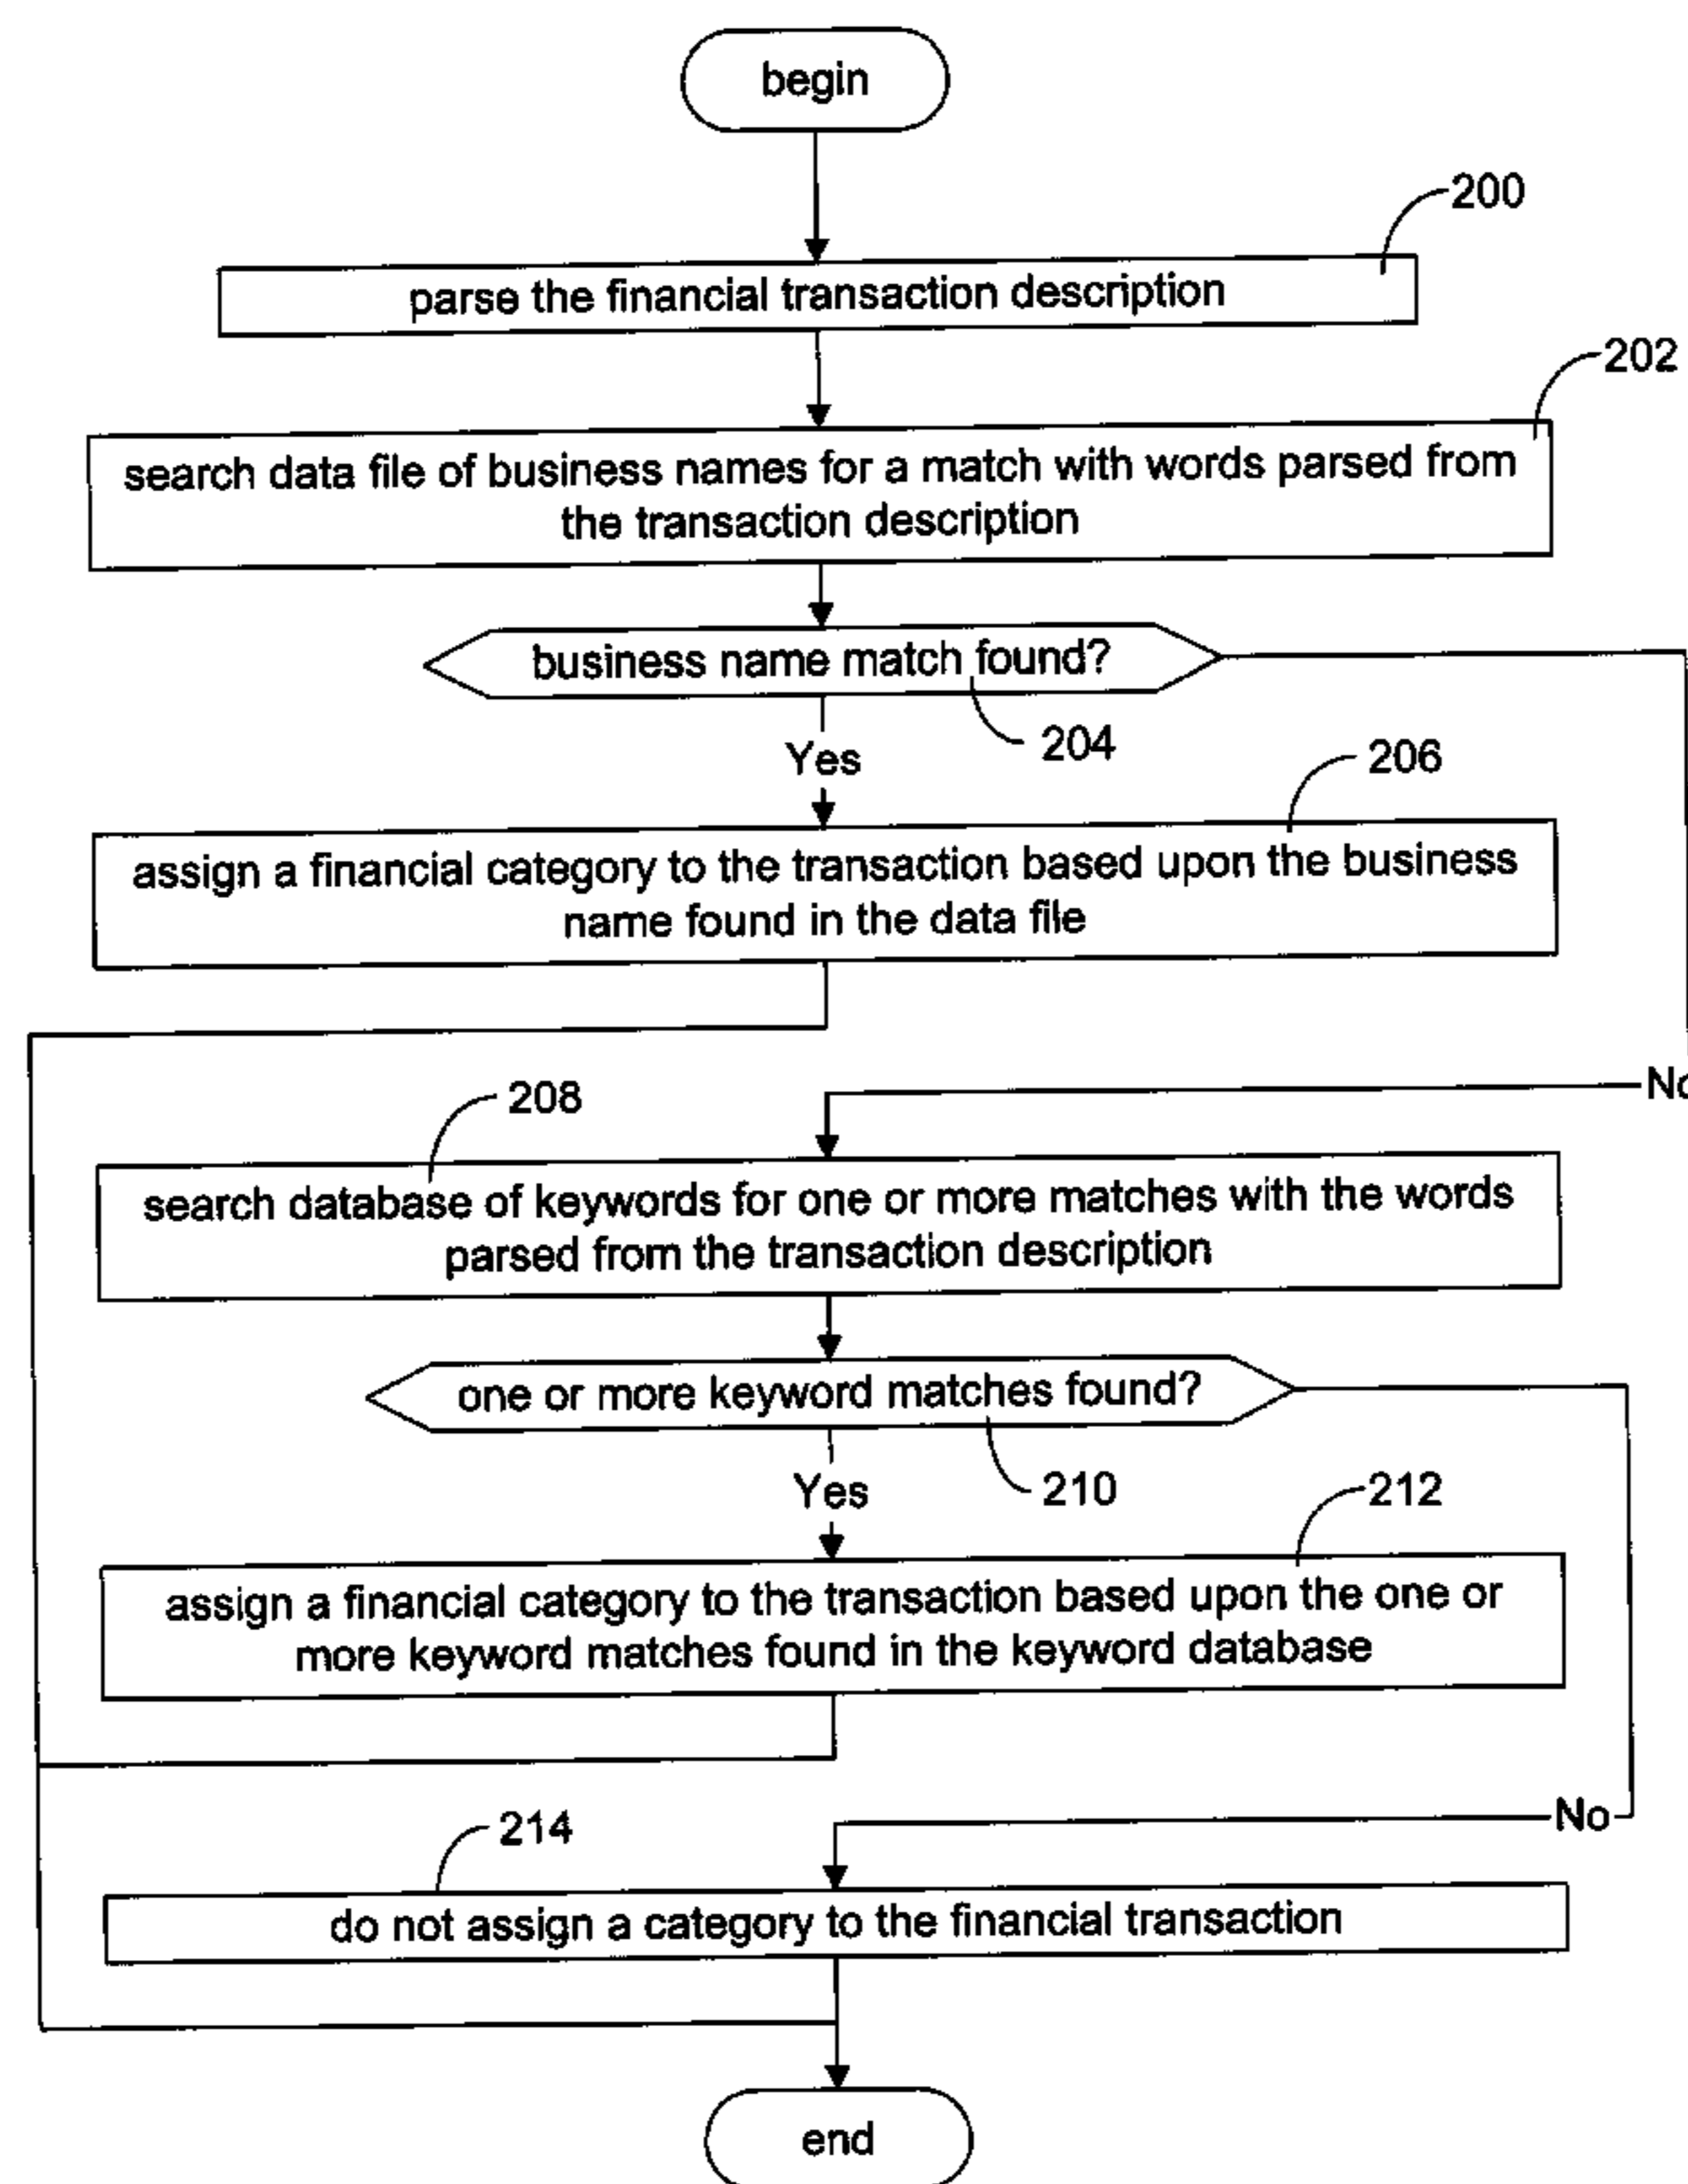 begin
200
parse the financial transaction description
202
search data file of business names for a match with words parsed from
the transaction description
business name match found?
204
Yes
206
assign a financial category to the transaction based upon the business
name found in the data file
No
208
search database of keywords for one or more matches with the words
parsed from the transaction description
one or more keyword matches found?
210
Yes
212
assign a financial category to the transaction based upon the one or
more keyword matches found in the keyword database
No
214
do not assign a category to the financial transaction
end